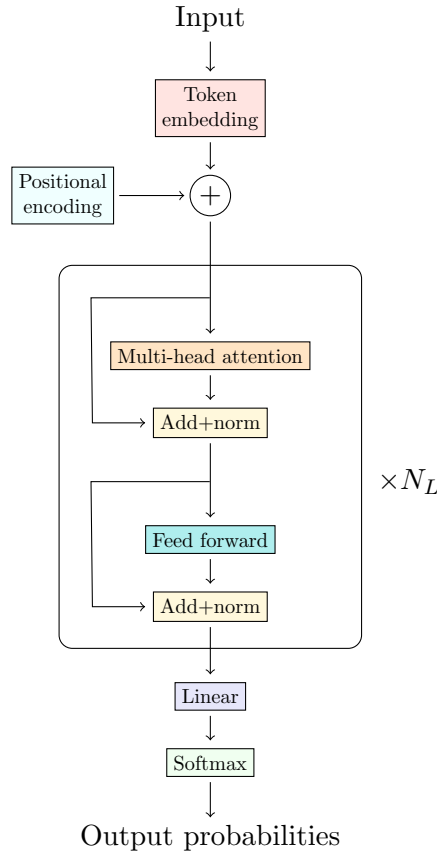 Input
Token
embedding
Positional
encoding
+
Multi-head attention
Add+norm
×N_L
Feed forward
Add+norm
Linear
Softmax
Output probabilities